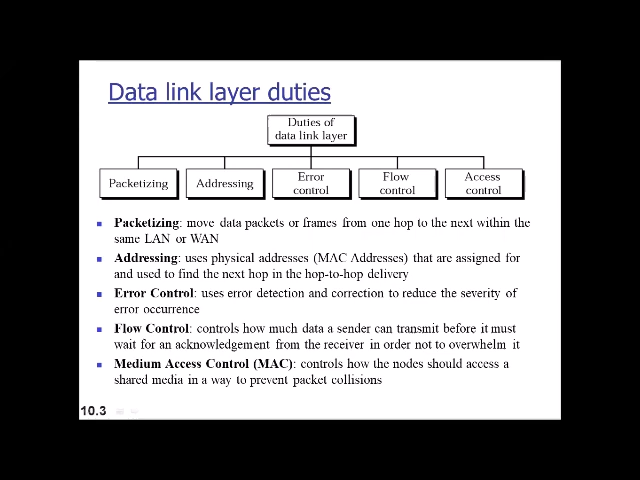 Data link layer duties
Duties of
data link layer
Packetizing
Addressing
Error
control
Flow
control
Access
control
Packetizing: move data packets or frames from one hop to the next within the
same LAN or WAN
Addressing: uses physical addresses (MAC Addresses) that are assigned for
and used to find the next hop in the hop-to-hop delivery
Error Control: uses error detection and correction to reduce the severity of
error occurrence
Flow Control: controls how much data a sender can transmit before it must
wait for an acknowledgement from the receiver in order not to overwhelm it
Medium Access Control (MAC): controls how the nodes should access a
shared media in a way to prevent packet collisions
10.3